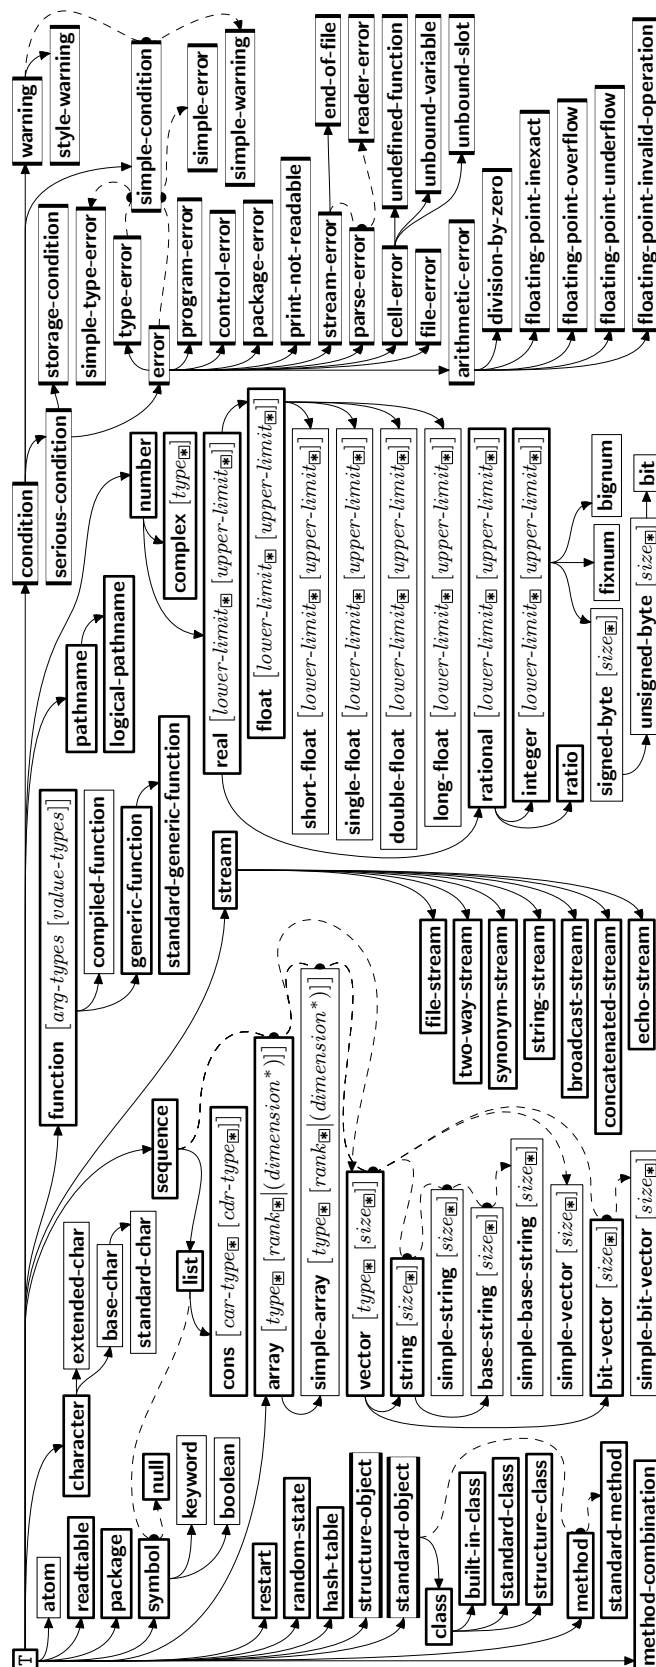 T
atom
readtable
package
symbol
null
keyword
boolean
restart
random-state
hash-table
structure-object
standard-object
class
built-in-class
standard-class
structure-class
method
standard-method
method-combination
character
extended-char
base-char
standard-char
function [arg-types [value-types]]
compiled-function
generic-function
standard-generic-function
sequence
list
cons [car-type* [cdr-type*]]
array [type* [rank*|(dimension*)]]
simple-array [type* [rank*|(dimension*)]]
vector [type* [size*]]
string [size*]
simple-string [size*]
base-string [size*]
simple-base-string [size*]
simple-vector [size*]
bit-vector [size*]
simple-bit-vector [size*]
stream
file-stream
two-way-stream
synonym-stream
string-stream
broadcast-stream
concatenated-stream
echo-stream
pathname
logical-pathname
number
complex [type*]
real [lower-limit* [upper-limit*]]
float [lower-limit* [upper-limit*]]
short-float [lower-limit* [upper-limit*]]
single-float [lower-limit* [upper-limit*]]
double-float [lower-limit* [upper-limit*]]
long-float [lower-limit* [upper-limit*]]
rational [lower-limit* [upper-limit*]]
integer [lower-limit* [upper-limit*]]
ratio
signed-byte [size*]
fixnum
bignum
unsigned-byte [size*]
bit
condition
serious-condition
storage-condition
simple-type-error
type-error
error
program-error
control-error
package-error
print-not-readable
stream-error
parse-error
cell-error
file-error
arithmetic-error
warning
style-warning
simple-condition
simple-error
simple-warning
end-of-file
reader-error
undefined-function
unbound-variable
unbound-slot
division-by-zero
floating-point-inexact
floating-point-overflow
floating-point-underflow
floating-point-invalid-operation